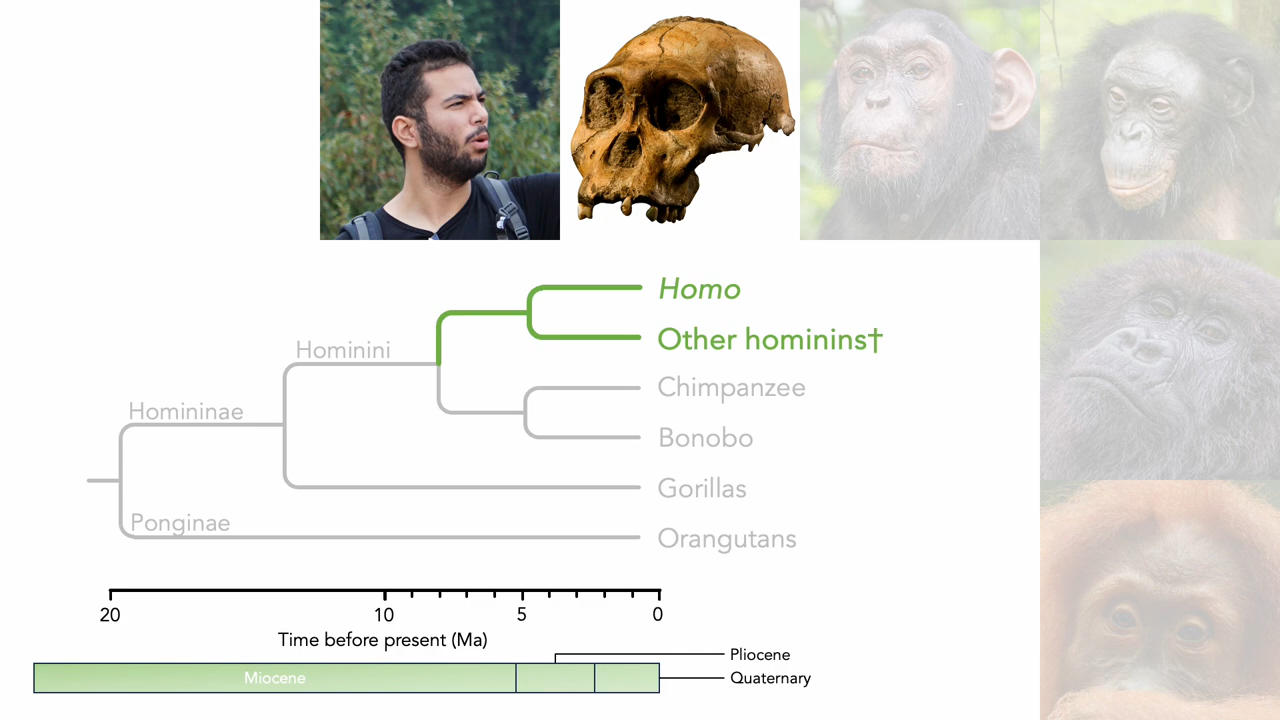 Homo
Other hominins†
Hominini
Chimpanzee
Homininae
Bonobo
Gorillas
Ponginae
Orangutans
20 10 5 0
Time before present (Ma)
Pliocene
Miocene
Quaternary